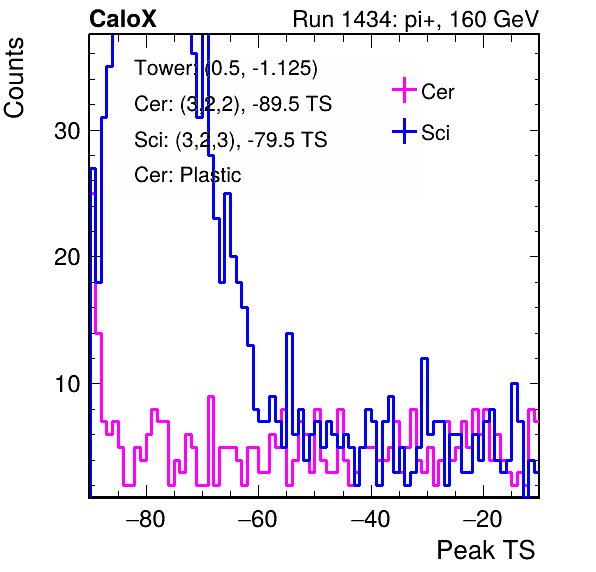 CaloX Run 1434: pi+, 160 GeV
Counts
Tower: (0.5, -1.125)
Cer: (3,2,2), -89.5 TS
Sci: (3,2,3), -79.5 TS
Cer: Plastic
Cer
Sci
30
20
10
−80 −60 −40 −20
Peak TS